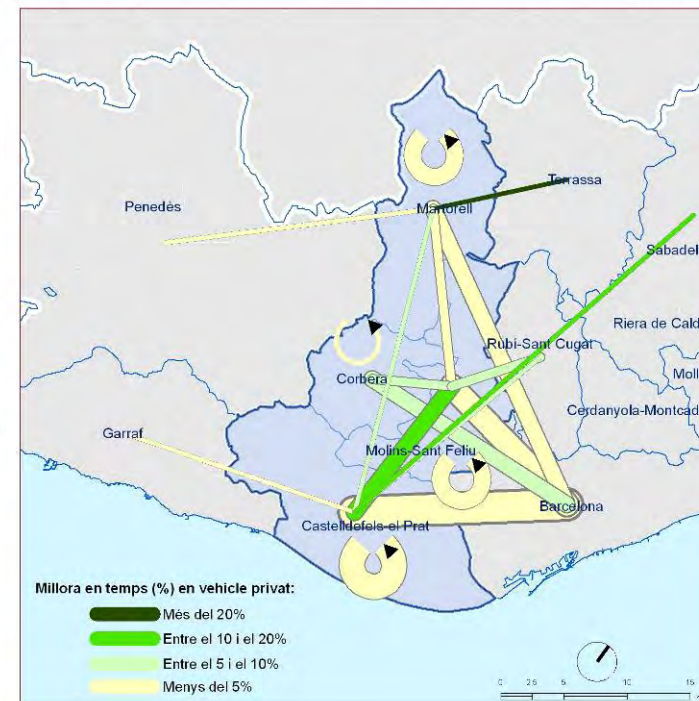 Terrassa
Penedès
Martorell
Sabadel
Riera de Cald
Rubí-Sant Cugat
Moll
Corbera
Cerdanyola-Montcad
Garraf
Molins-Sant Feliu
Barcelona
Castelldefels-el Prat
Millora en temps (%) en vehicle privat:
Més del 20%
Entre el 10 i el 20%
Entre el 5 i el 10%
Menys del 5%
0 2.5 5 10 15